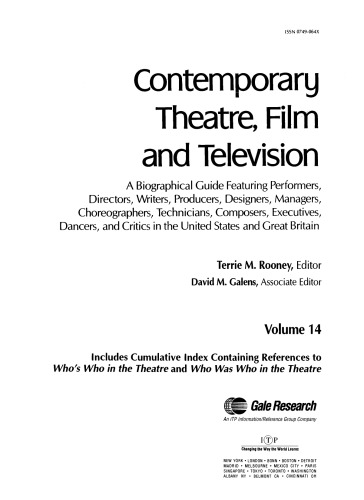 ISSN 0749-064X
Contemporary
Theatre, Film
and Television
A Biographical Guide Featuring Performers,
Directors, Writers, Producers, Designers, Managers,
Choreographers, Technicians, Composers, Executives,
Dancers, and Critics in the United States and Great Britain
Terrie M. Rooney, Editor
David M. Galens, Associate Editor
Volume 14
Includes Cumulative Index Containing References to
Who's Who in the Theatre and Who Was Who in the Theatre
Gale Research
An ITP Information/Reference Group Company
ITP
Changing the Way the World Learns
NEW YORK • LONDON • BONN • BOSTON • DETROIT
MADRID • MELBOURNE • MEXICO CITY • PARIS
SINGAPORE • TOKYO • TORONTO • WASHINGTON
ALBANY NY • BELMONT CA • CINCINNATI OH